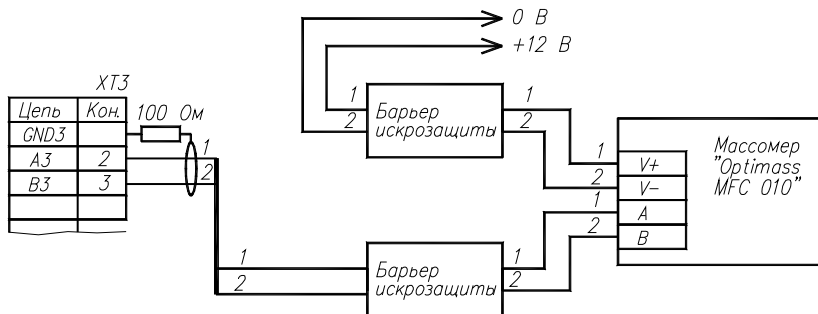 0 В
+12 В
XT3
Цепь Кон.
GND3
A3 2
B3 3
100 Ом
1
2
1
2
Барьер
искрозащиты
1
2
1
2
Барьер
искрозащиты
1
2
1
2
1
2
V+
V-
A
B
Массомер
"Optimass
MFC 010"